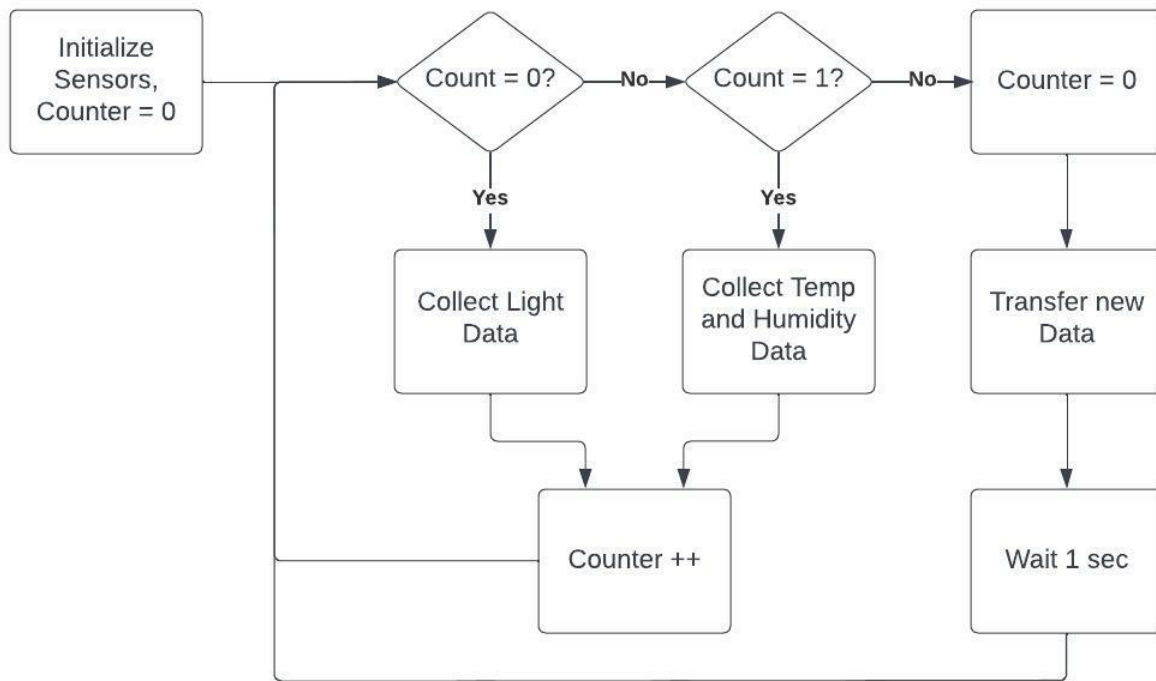 Initialize
Sensors,
Counter = 0
Count = 0?
No
Count = 1?
No
Counter = 0
Yes
Yes
Collect Light
Data
Collect Temp
and Humidity
Data
Transfer new
Data
Counter ++
Wait 1 sec